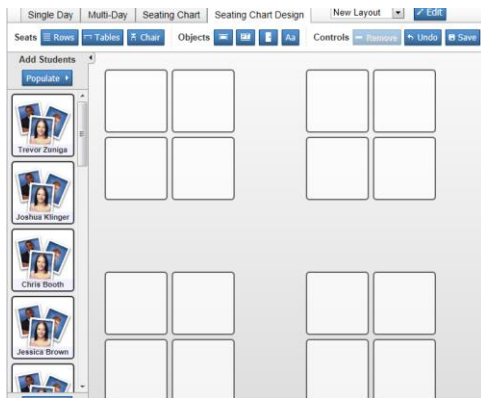 Single Day Multi-Day Seating Chart Seating Chart Design New Layout Edit
Seats Rows Tables Chair Objects Aa Controls Remove Undo Save
Add Students
Populate
Trevor Zuniga
Joshua Klinger
Chris Booth
Jessica Brown